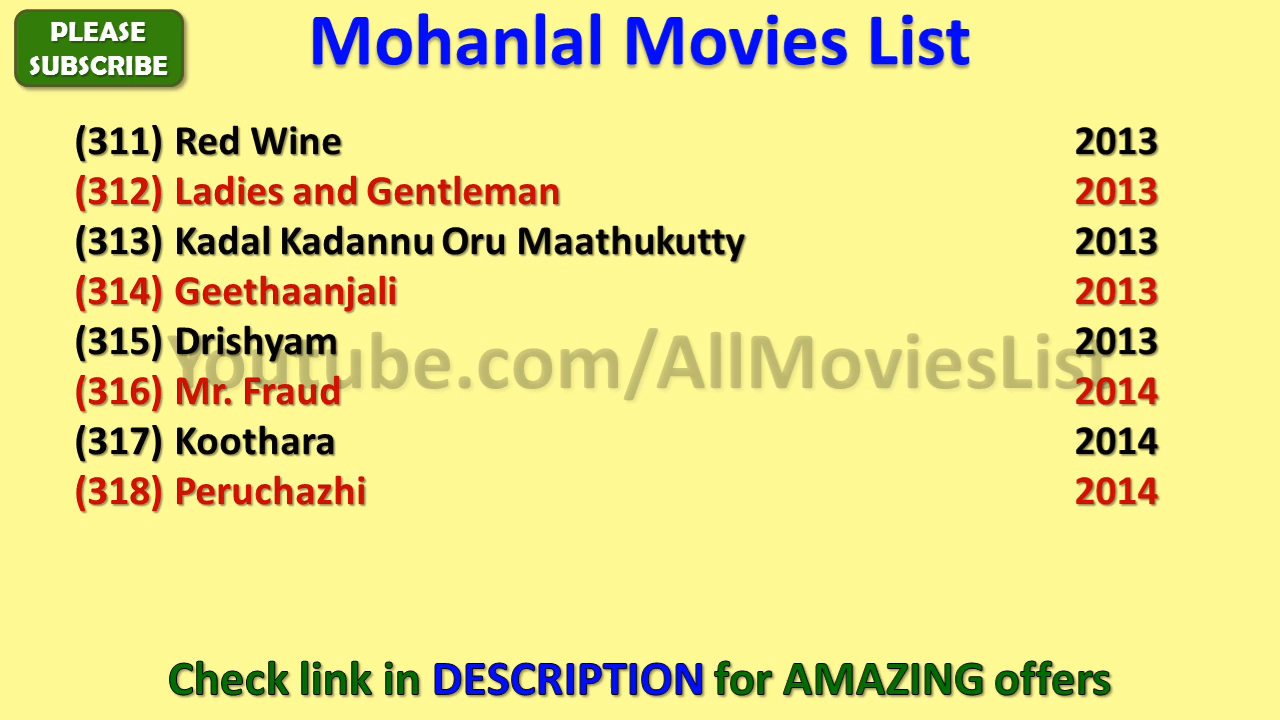 PLEASE
SUBSCRIBE
Mohanlal Movies List
(311) Red Wine 2013
(312) Ladies and Gentleman 2013
(313) Kadal Kadannu Oru Maathukutty 2013
(314) Geethaanjali 2013
(315) Drishyam 2013
Youtube.com/AllMoviesList
(316) Mr. Fraud 2014
(317) Koothara 2014
(318) Peruchazhi 2014
Check link in DESCRIPTION for AMAZING offers